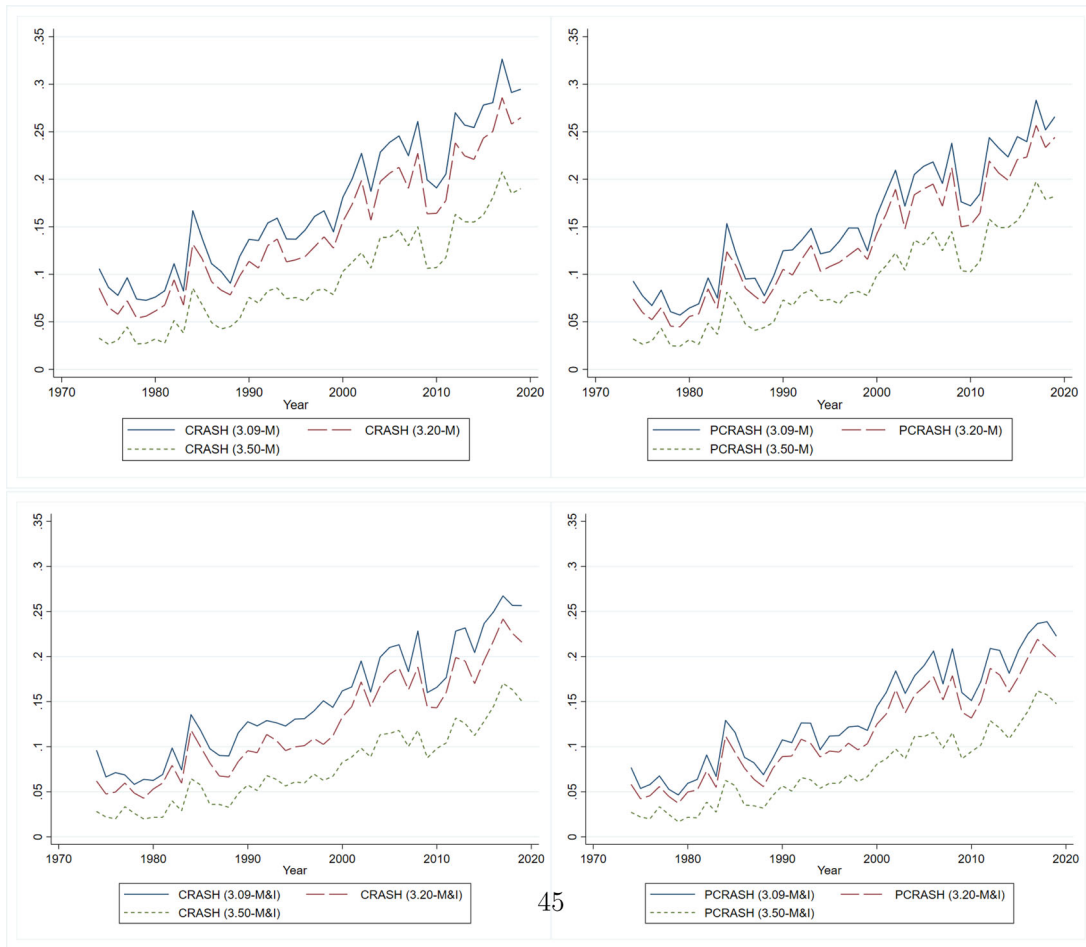 .35
.3
.25
.2
.15
.1
.05
0
1970 1980 1990 2000 2010 2020
Year
CRASH (3.09-M) CRASH (3.20-M)
CRASH (3.50-M)
.35
.3
.25
.2
.15
.1
.05
0
1970 1980 1990 2000 2010 2020
Year
PCRASH (3.09-M) PCRASH (3.20-M)
PCRASH (3.50-M)
.35
.3
.25
.2
.15
.1
.05
0
1970 1980 1990 2000 2010 2020
Year
CRASH (3.09-M&I) CRASH (3.20-M&I)
CRASH (3.50-M&I)
.35
.3
.25
.2
.15
.1
.05
0
1970 1980 1990 2000 2010 2020
Year
PCRASH (3.09-M&I) PCRASH (3.20-M&I)
PCRASH (3.50-M&I)
45